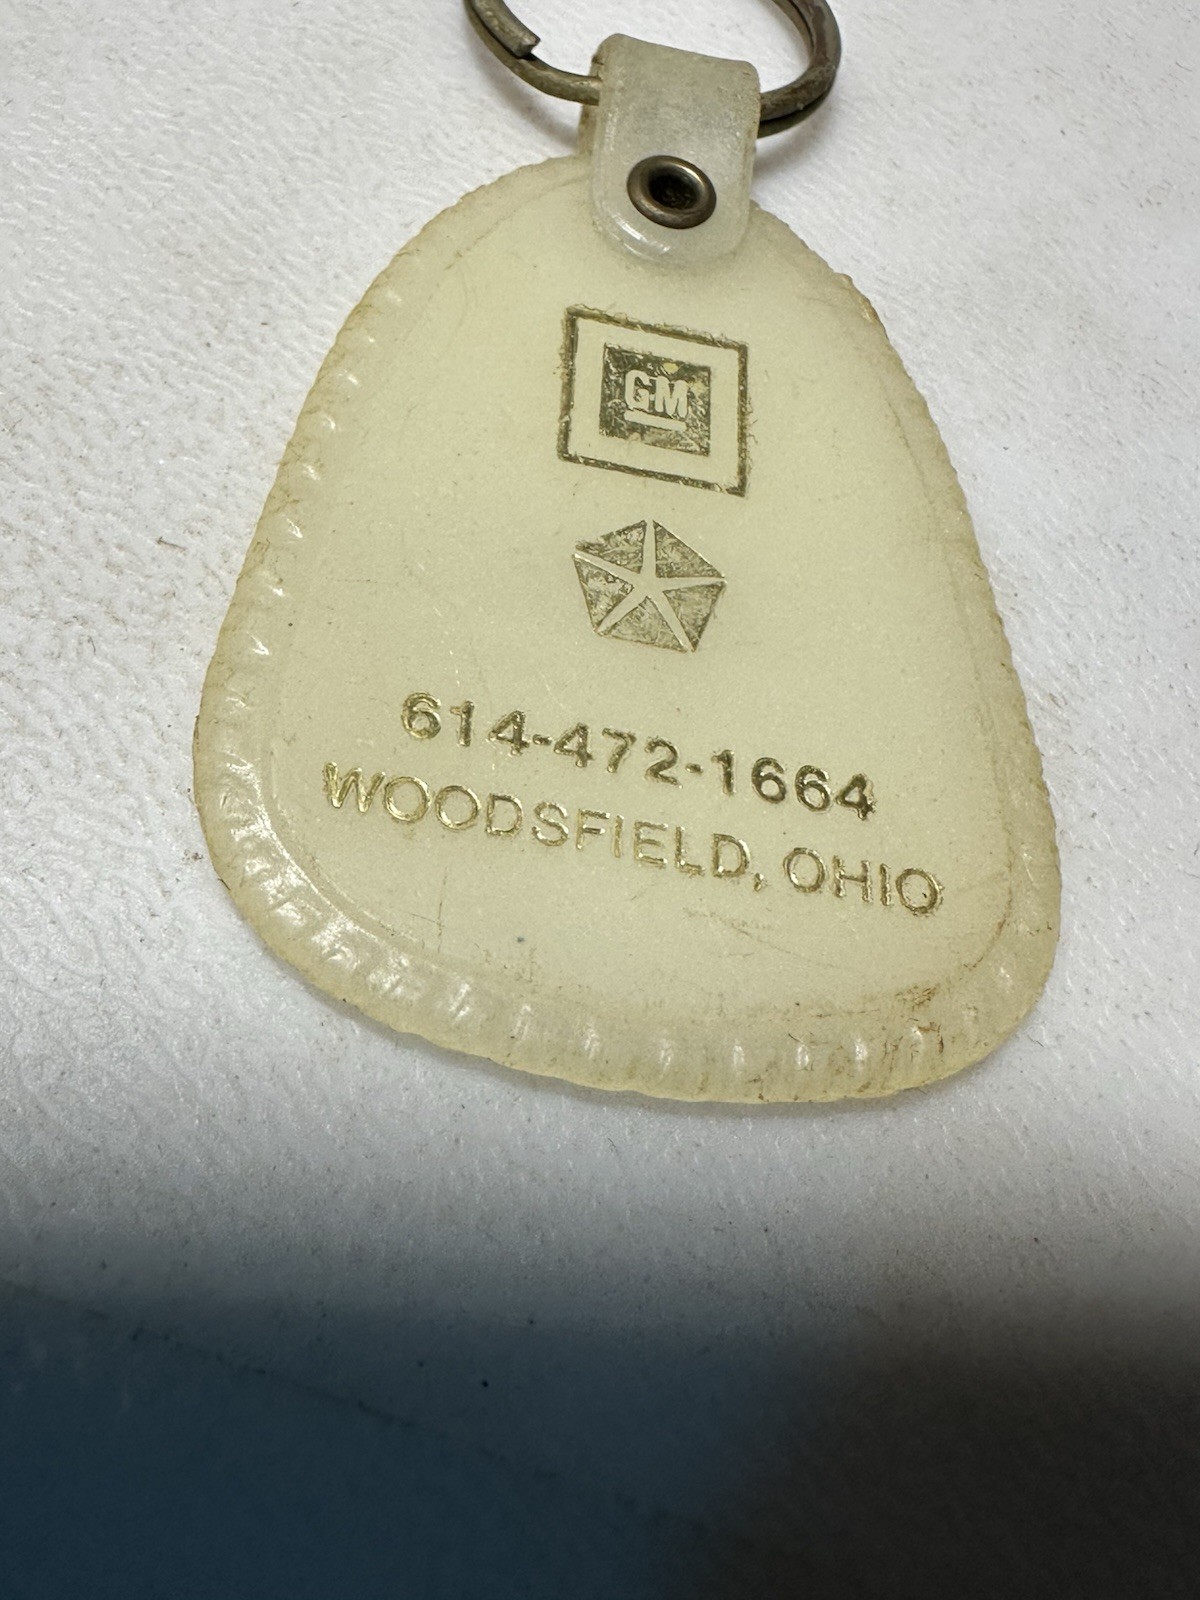 GM
614-472-1664
WOODSFIELD, OHIO